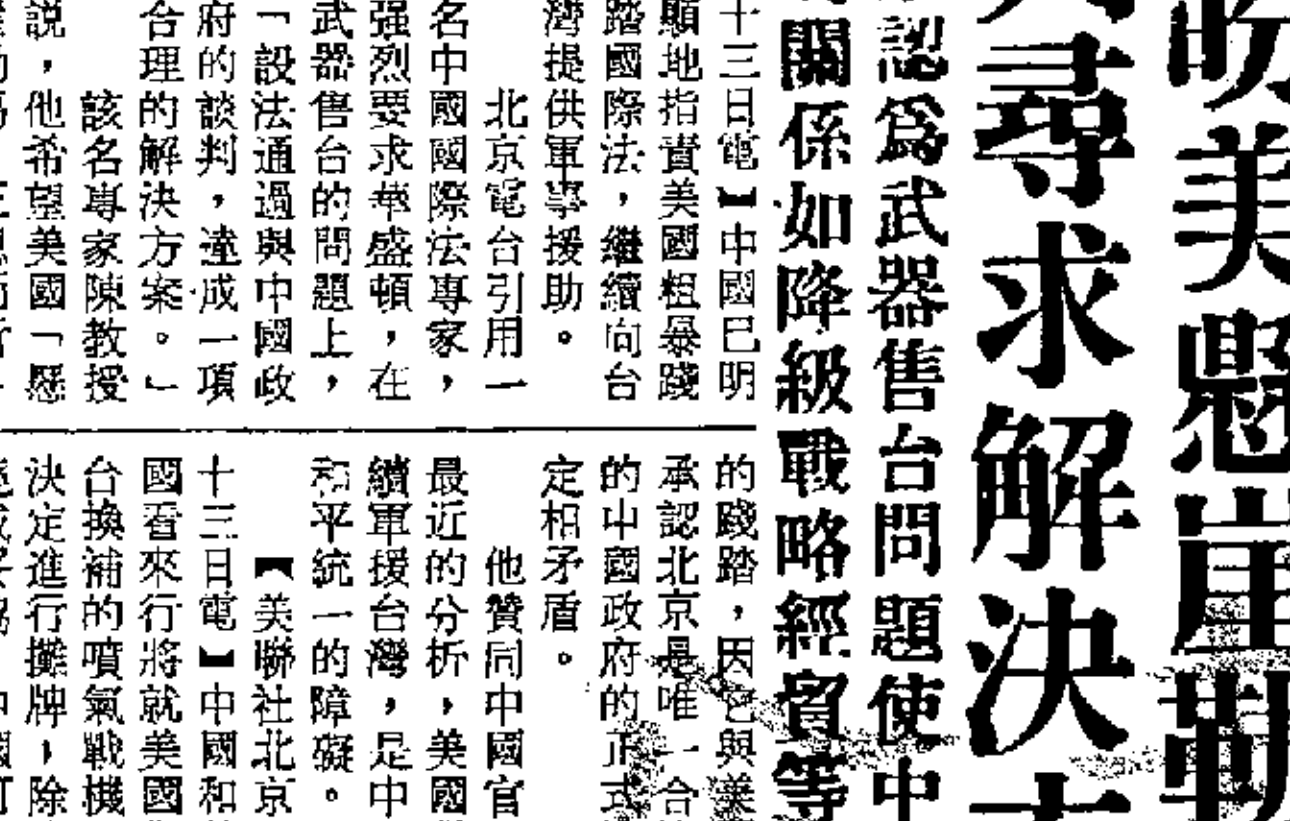 盼美懸崖勒
尋求解決
認爲武器售台問題使中
關係如降級戰略經貿等
十三日電】中國已明
顯地指責美國粗暴踐
踏國際法，繼續向台
灣提供軍事援助。
北京電台引用一
名中國國際法專家，
强烈要求華盛頓，在
武器售台的問題上，
「設法通過與中國政
府的談判，達成一項
合理的解決方案。」
該名專家陳教授
説，他希望美國「懸
的踐踏，因它與美
承認北京是唯一合
的中國政府的正式
定相矛盾。
他贊同中國官
最近的分析，美國
續軍援台灣，是中
和平統一的障礙。
【美聯社北京
十三日電】中國和
國看來行將就美國
台換補的噴氣戰機
決定進行攤牌，除